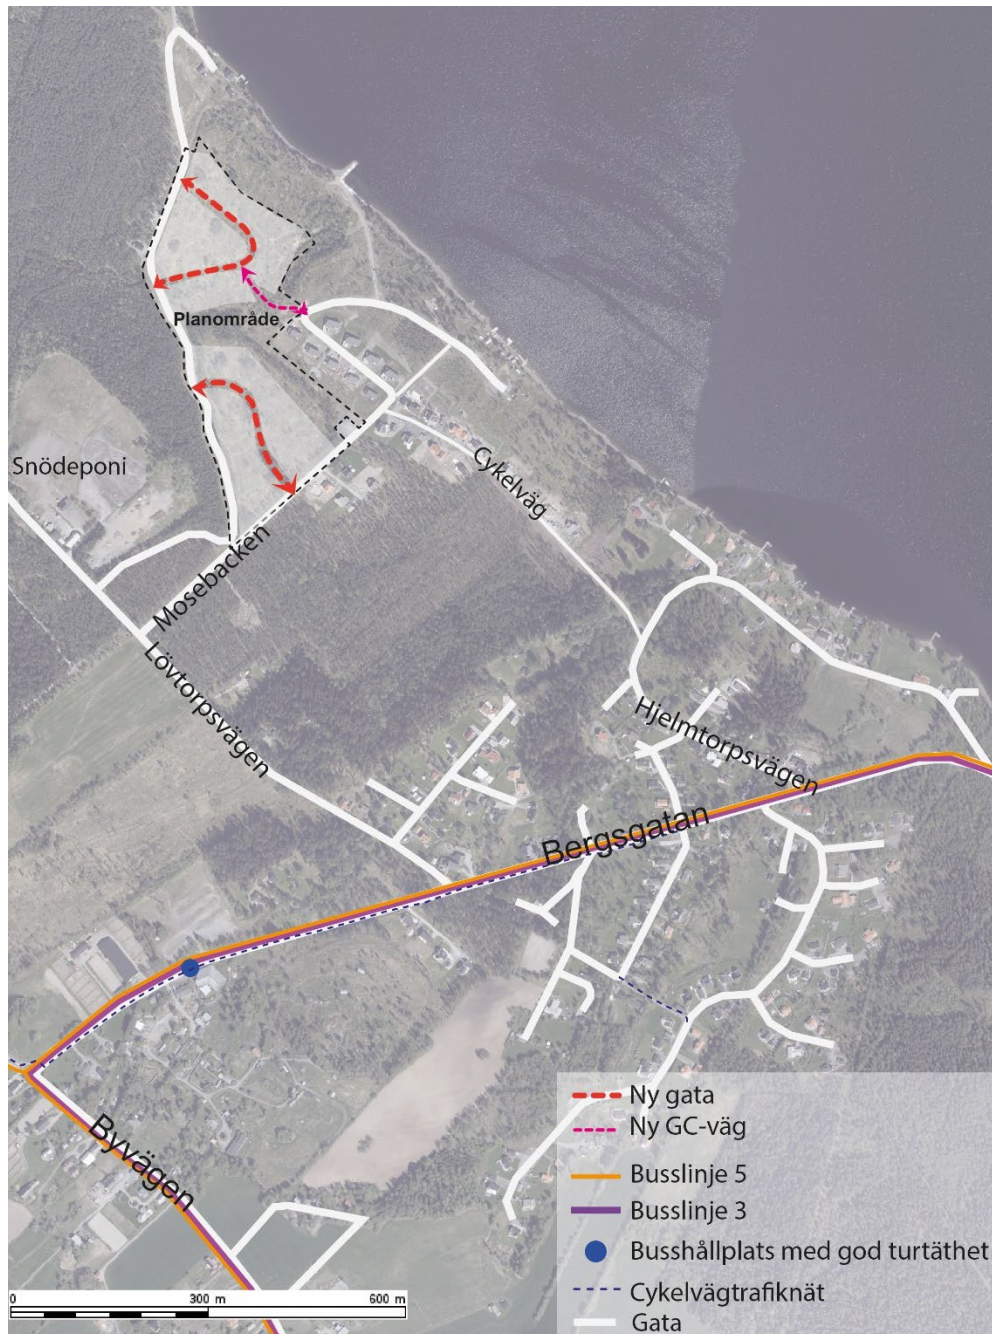 Planområde
Snödeponi
Cykelväg
Mosebacken
Lövtorpsvägen
Hjelmtorpsvägen
Bergsgatan
Byvägen
Ny gata
Ny GC-väg
Busslinje 5
Busslinje 3
Busshållplats med god turtäthet
Cykelvägtrafiknät
Gata
0 300 m 600 m